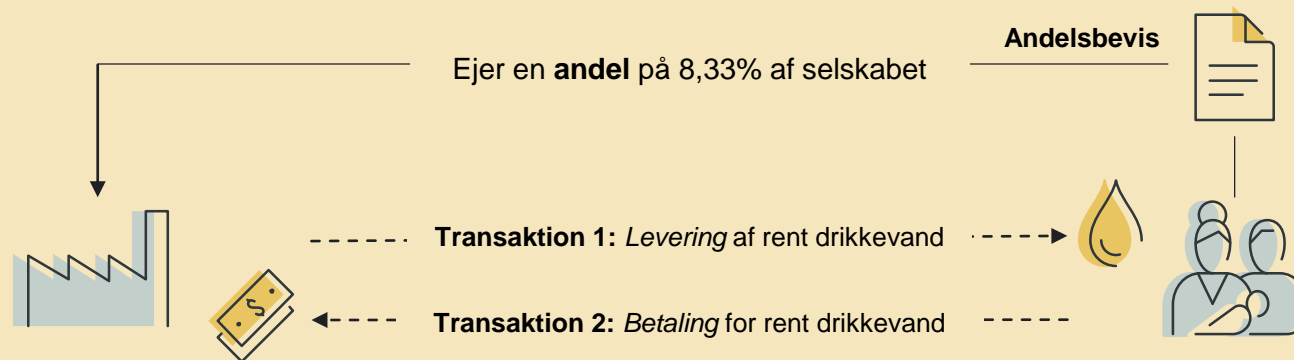 Andelsbevis
Ejer en andel på 8,33% af selskabet
Transaktion 1: Levering af rent drikkevand
$
Transaktion 2: Betaling for rent drikkevand